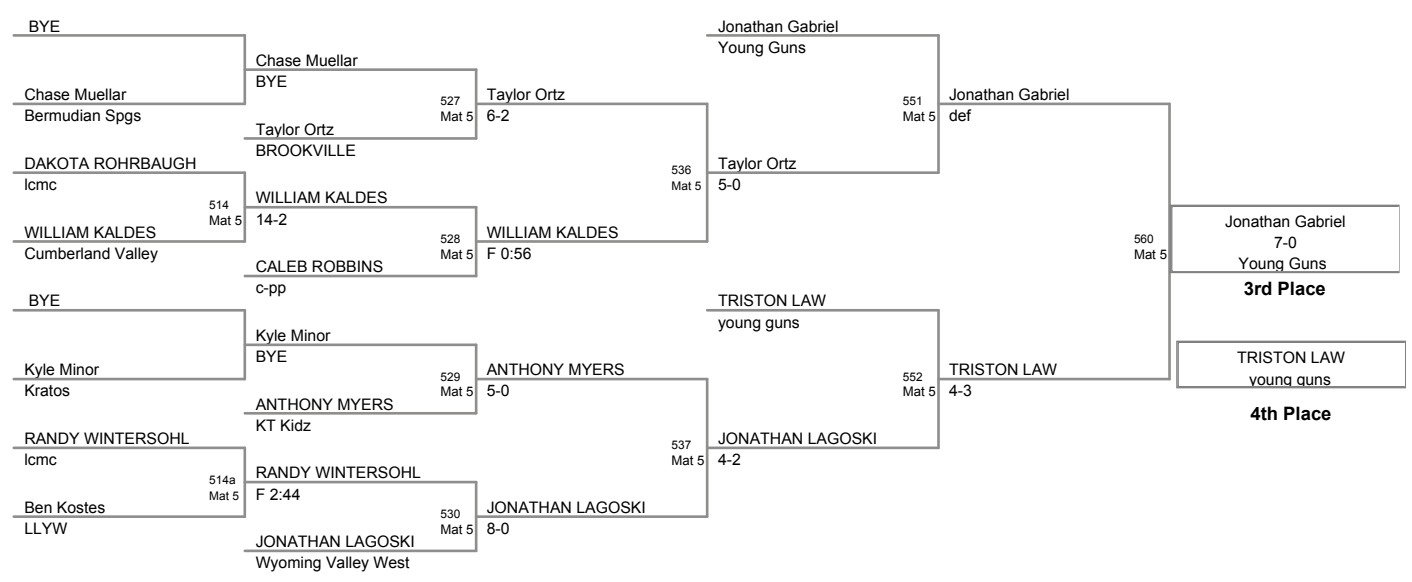 BYE
Chase Muellar
Bermudian Spgs
DAKOTA ROHRBAUGH
lcmc
WILLIAM KALDES
Cumberland Valley
BYE
Kyle Minor
Kratos
RANDY WINTERSOHL
lcmc
Ben Kostes
LLYW
514
Mat 5
514a
Mat 5
Chase Muellar
BYE
Taylor Ortz
BROOKVILLE
WILLIAM KALDES
14-2
CALEB ROBBINS
c-pp
Kyle Minor
BYE
ANTHONY MYERS
KT Kidz
RANDY WINTERSOHL
F 2:44
JONATHAN LAGOSKI
Wyoming Valley West
527
Mat 5
528
Mat 5
529
Mat 5
530
Mat 5
Taylor Ortz
6-2
WILLIAM KALDES
F 0:56
ANTHONY MYERS
5-0
JONATHAN LAGOSKI
8-0
536
Mat 5
537
Mat 5
Jonathan Gabriel
Young Guns
Taylor Ortz
5-0
TRISTON LAW
young guns
JONATHAN LAGOSKI
4-2
551
Mat 5
552
Mat 5
Jonathan Gabriel
def
TRISTON LAW
4-3
560
Mat 5
Jonathan Gabriel
7-0
Young Guns
3rd Place
TRISTON LAW
young guns
4th Place